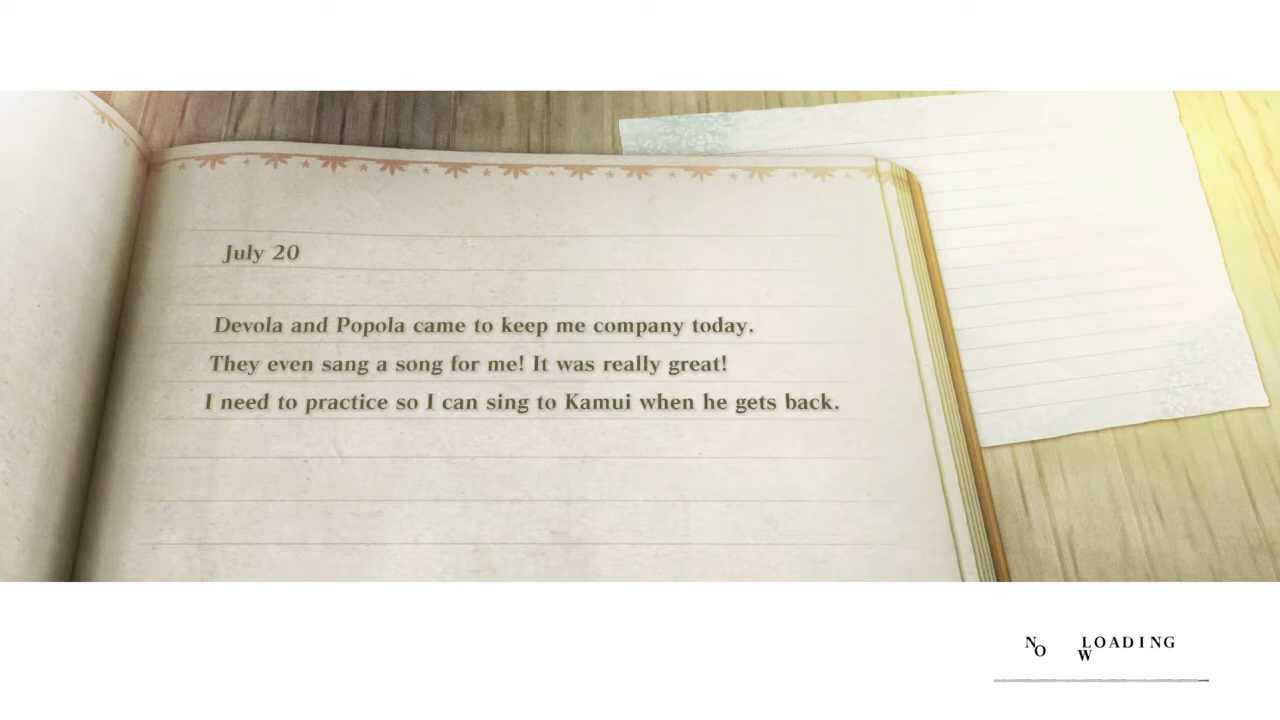 July 20
Devola and Popola came to keep me company today.
They even sang a song for me! It was really great!
I need to practice so I can sing to Kamui when he gets back.
NOW LOADING